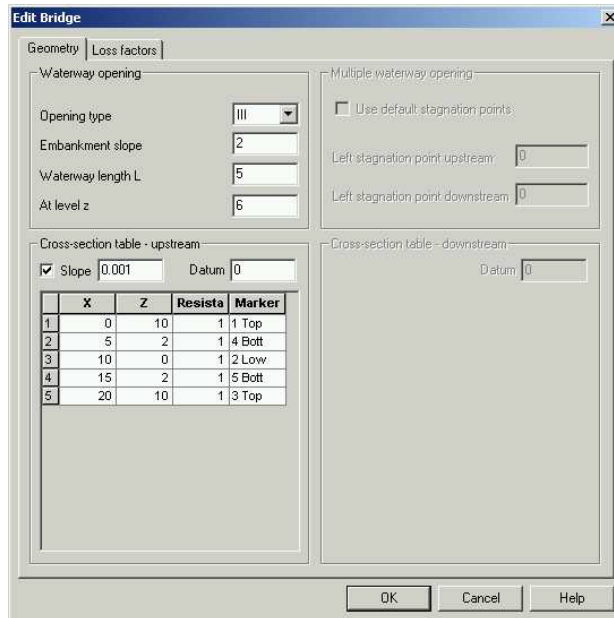 Edit Bridge
Geometry Loss factors
Waterway opening
Opening type III
Embankment slope 2
Waterway length L 5
At level z 6
Multiple waterway opening
Use default stagnation points
Left stagnation point upstream 0
Left stagnation point downstream 0
Cross-section table - upstream
Slope 0.001 Datum 0
X Z Resista Marker
1 0 10 1 1 Top
2 5 2 1 4 Bott
3 10 0 1 2 Low
4 15 2 1 5 Bott
5 20 10 1 3 Top
Cross-section table - downstream
Datum 0
OK Cancel Help